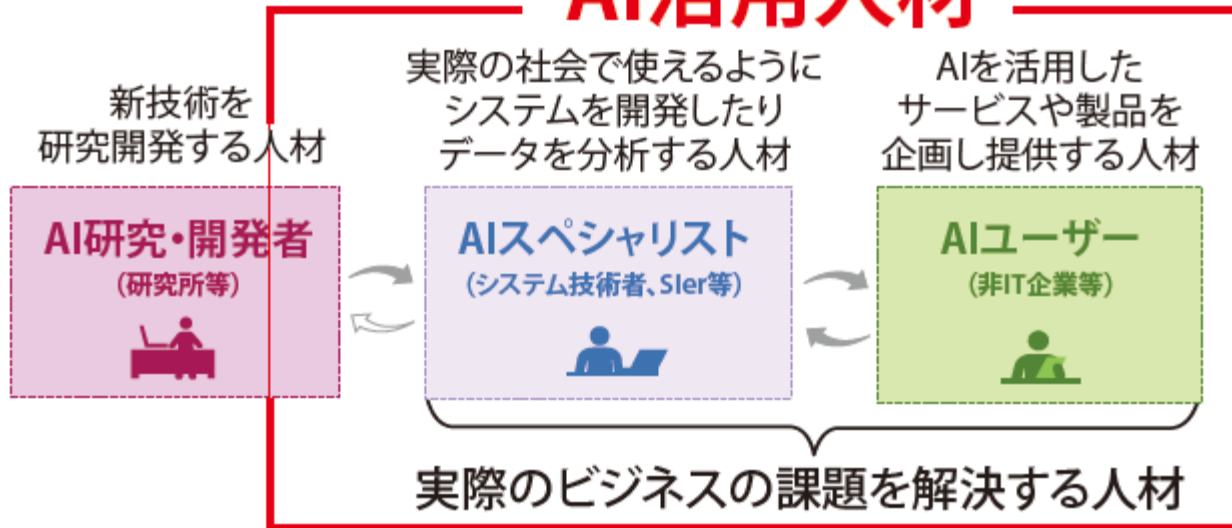 AI活用人材
新技術を
研究開発する人材
AI研究・開発者
(研究所等)
実際の社会で使えるように
システムを開発したり
データを分析する人材
AIスペシャリスト
(システム技術者、SIer等)
AIを活用した
サービスや製品を
企画し提供する人材
AIユーザー
(非IT企業等)
実際のビジネスの課題を解決する人材